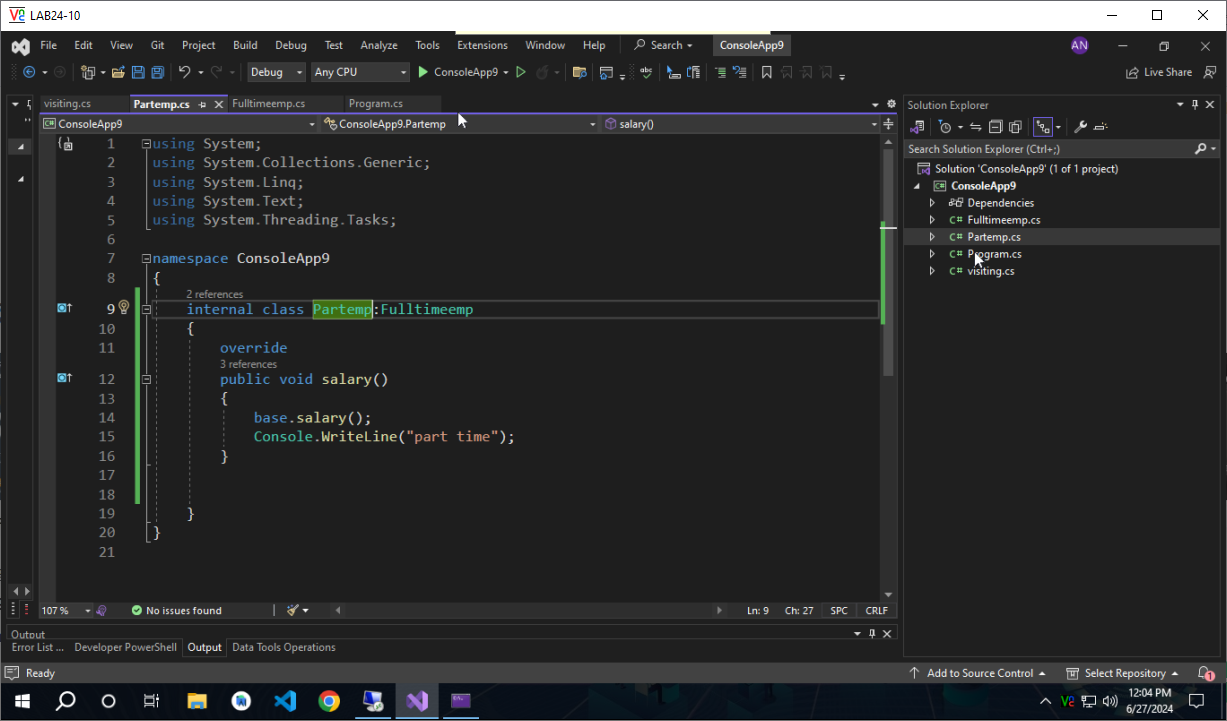 LAB24-10
File Edit View Git Project Build Debug Test Analyze Tools Extensions Window Help Search ConsoleApp9 AN
Debug Any CPU ConsoleApp9 Live Share
visiting.cs Partemp.cs Fulltimeemp.cs Program.cs
ConsoleApp9 ConsoleApp9.Partemp salary()
1 using System;
2 using System.Collections.Generic;
3 using System.Linq;
4 using System.Text;
5 using System.Threading.Tasks;
6
7 namespace ConsoleApp9
8 {
2 references
9 internal class Partemp:Fulltimeemp
10 {
11 override
3 references
12 public void salary()
13 {
14 base.salary();
15 Console.WriteLine("part time");
16 }
17
18
19 }
20 }
21
107 % No issues found Ln: 9 Ch: 27 SPC CRLF
Output
Error List ... Developer PowerShell Output Data Tools Operations
Solution Explorer
Search Solution Explorer (Ctrl+;)
Solution 'ConsoleApp9' (1 of 1 project)
ConsoleApp9
Dependencies
C# Fulltimeemp.cs
C# Partemp.cs
C# Program.cs
C# visiting.cs
Ready Add to Source Control Select Repository 1
12:04 PM
6/27/2024